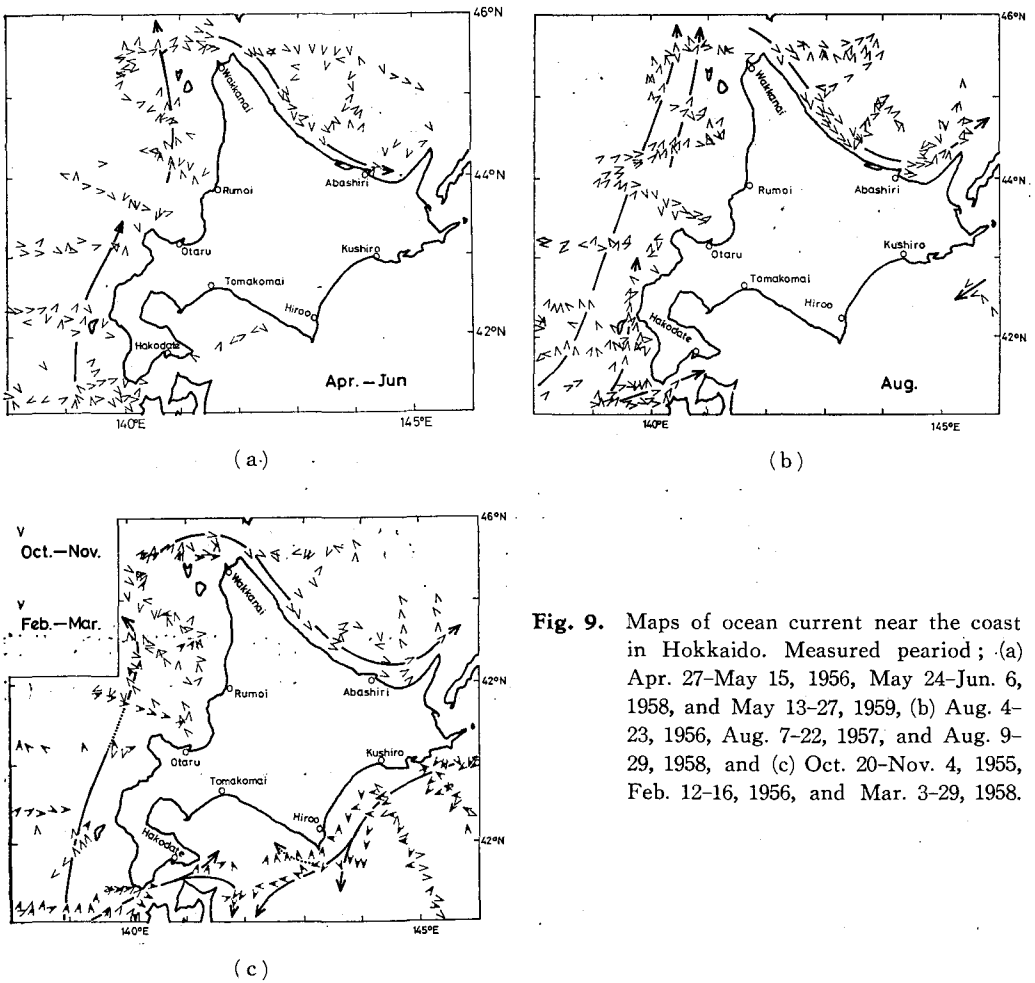 46°N
Wakkanai
Abashiri
44°N
Rumoi
Otaru
Kushiro
Tomakomai
Hiroo
42°N
Hakodate
Apr. — Jun
140°E
145°E
(a)
46°N
Wakkanai
44°N
Abashiri
Rumoi
Otaru
Kushiro
Tomakomai
Hiroo
42°N
Hakodate
Aug.
140°E
145°E
(b)
46°N
Oct.—Nov.
Wakkanai
Feb.—Mar.
42°N
Abashiri
Rumoi
Otaru
Kushiro
Tomakomai
Hiroo
42°N
Hakodate
140°E
145°E
(c)
Fig. 9. Maps of ocean current near the coast
in Hokkaido. Measured peariod; (a)
Apr. 27–May 15, 1956, May 24–Jun. 6,
1958, and May 13–27, 1959, (b) Aug. 4–
23, 1956, Aug. 7–22, 1957, and Aug. 9–
29, 1958, and (c) Oct. 20–Nov. 4, 1955,
Feb. 12–16, 1956, and Mar. 3–29, 1958.